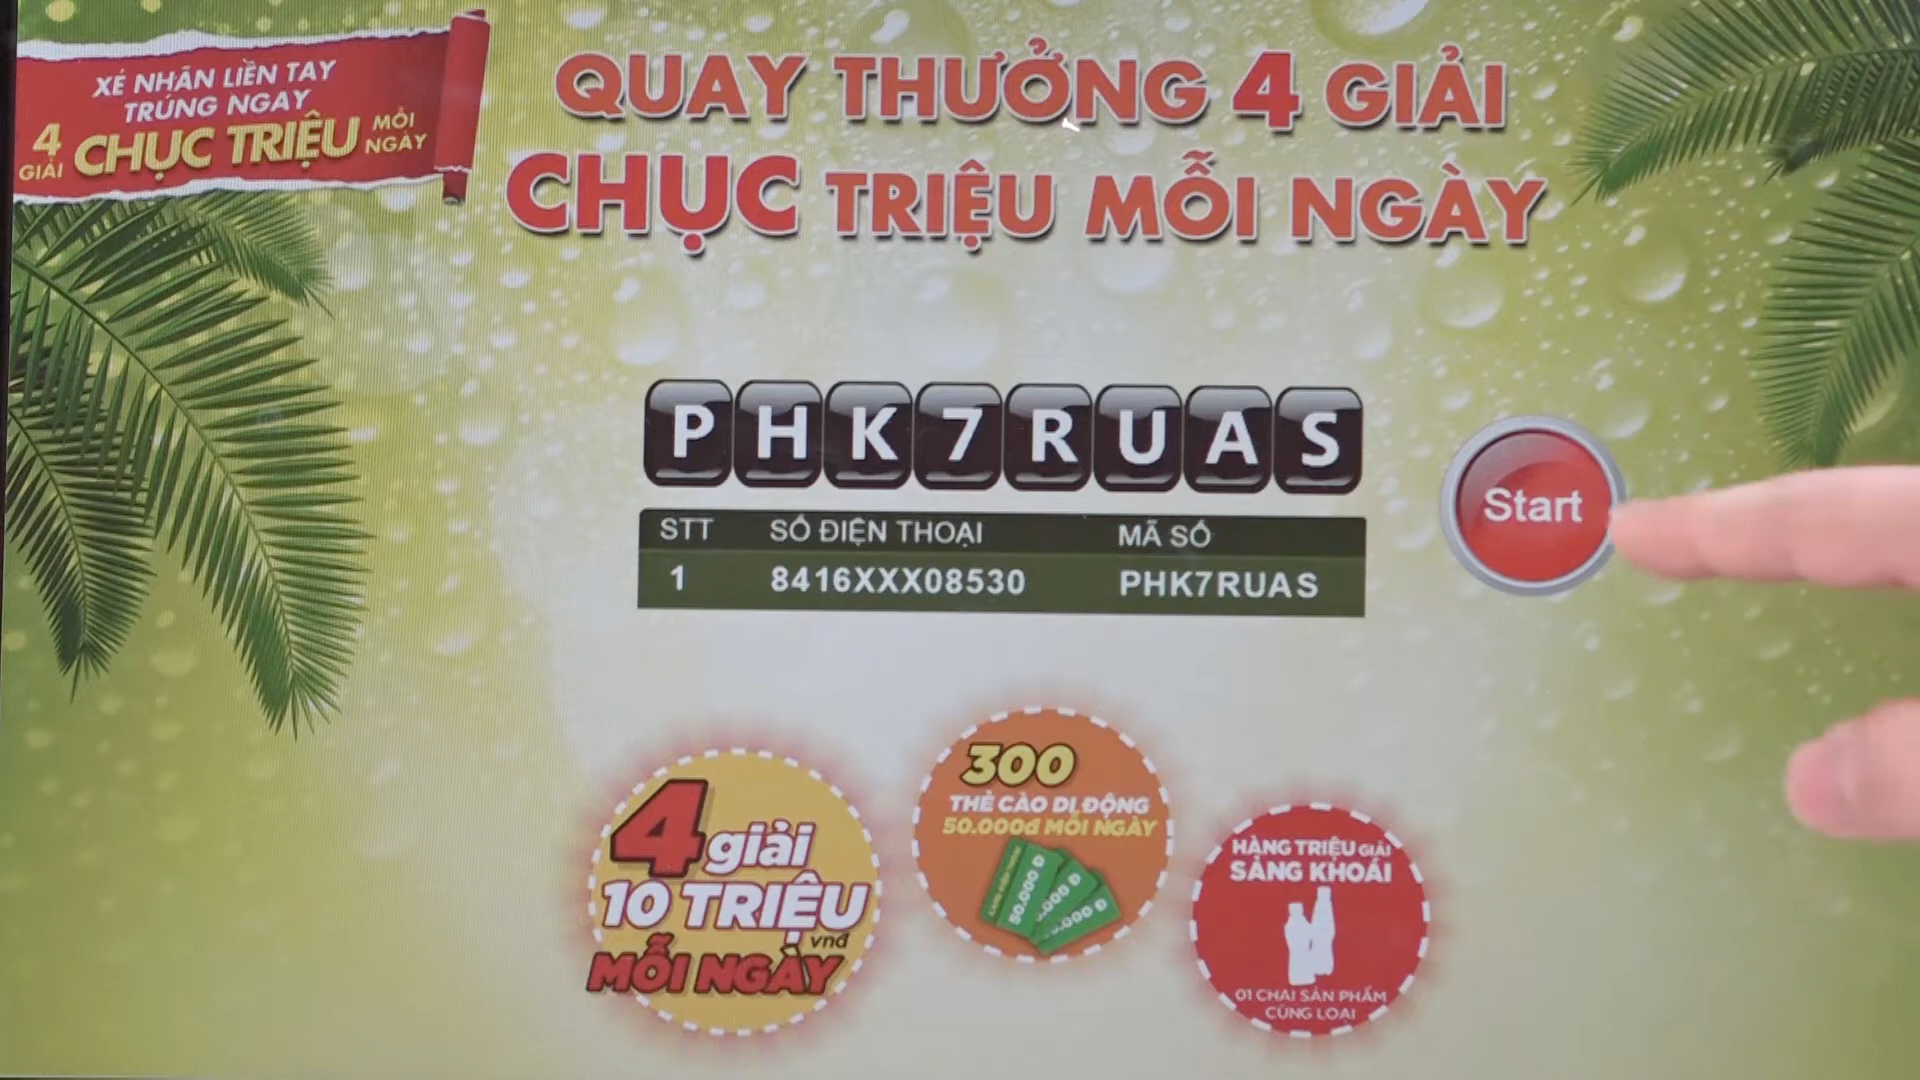 XÉ NHÃN LIỀN TAY
TRÚNG NGAY
4 GIẢI CHỤC TRIỆU MỖI NGÀY
QUAY THƯỞNG 4 GIẢI
CHỤC TRIỆU MỖI NGÀY
PHK7RUAS
STT SỐ ĐIỆN THOẠI MÃ SỐ
1 8416XXX08530 PHK7RUAS
Start
4 giải
10 TRIỆU
vnđ
MỖI NGÀY
300
THẺ CÀO DI ĐỘNG
50.000đ MỖI NGÀY
50.000 Đ
HÀNG TRIỆU GIẢI
SẢNG KHOÁI
01 CHAI SẢN PHẨM
CÙNG LOẠI